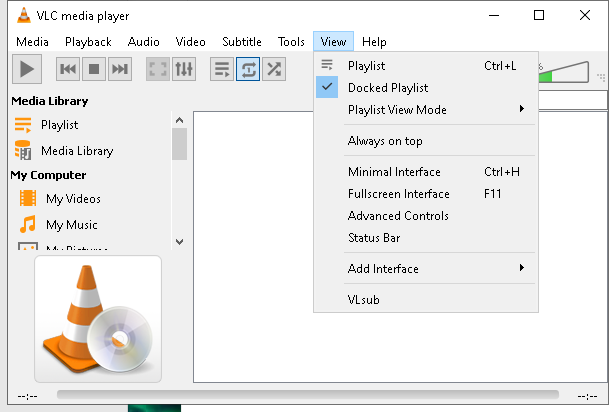 VLC media player
Media Playback Audio Video Subtitle Tools View Help
Media Library
Playlist
Media Library
My Computer
My Videos
My Music
My Pictures
Playlist Ctrl+L
Docked Playlist
Playlist View Mode
Always on top
Minimal Interface Ctrl+H
Fullscreen Interface F11
Advanced Controls
Status Bar
Add Interface
VLsub
%
--:-- --:--